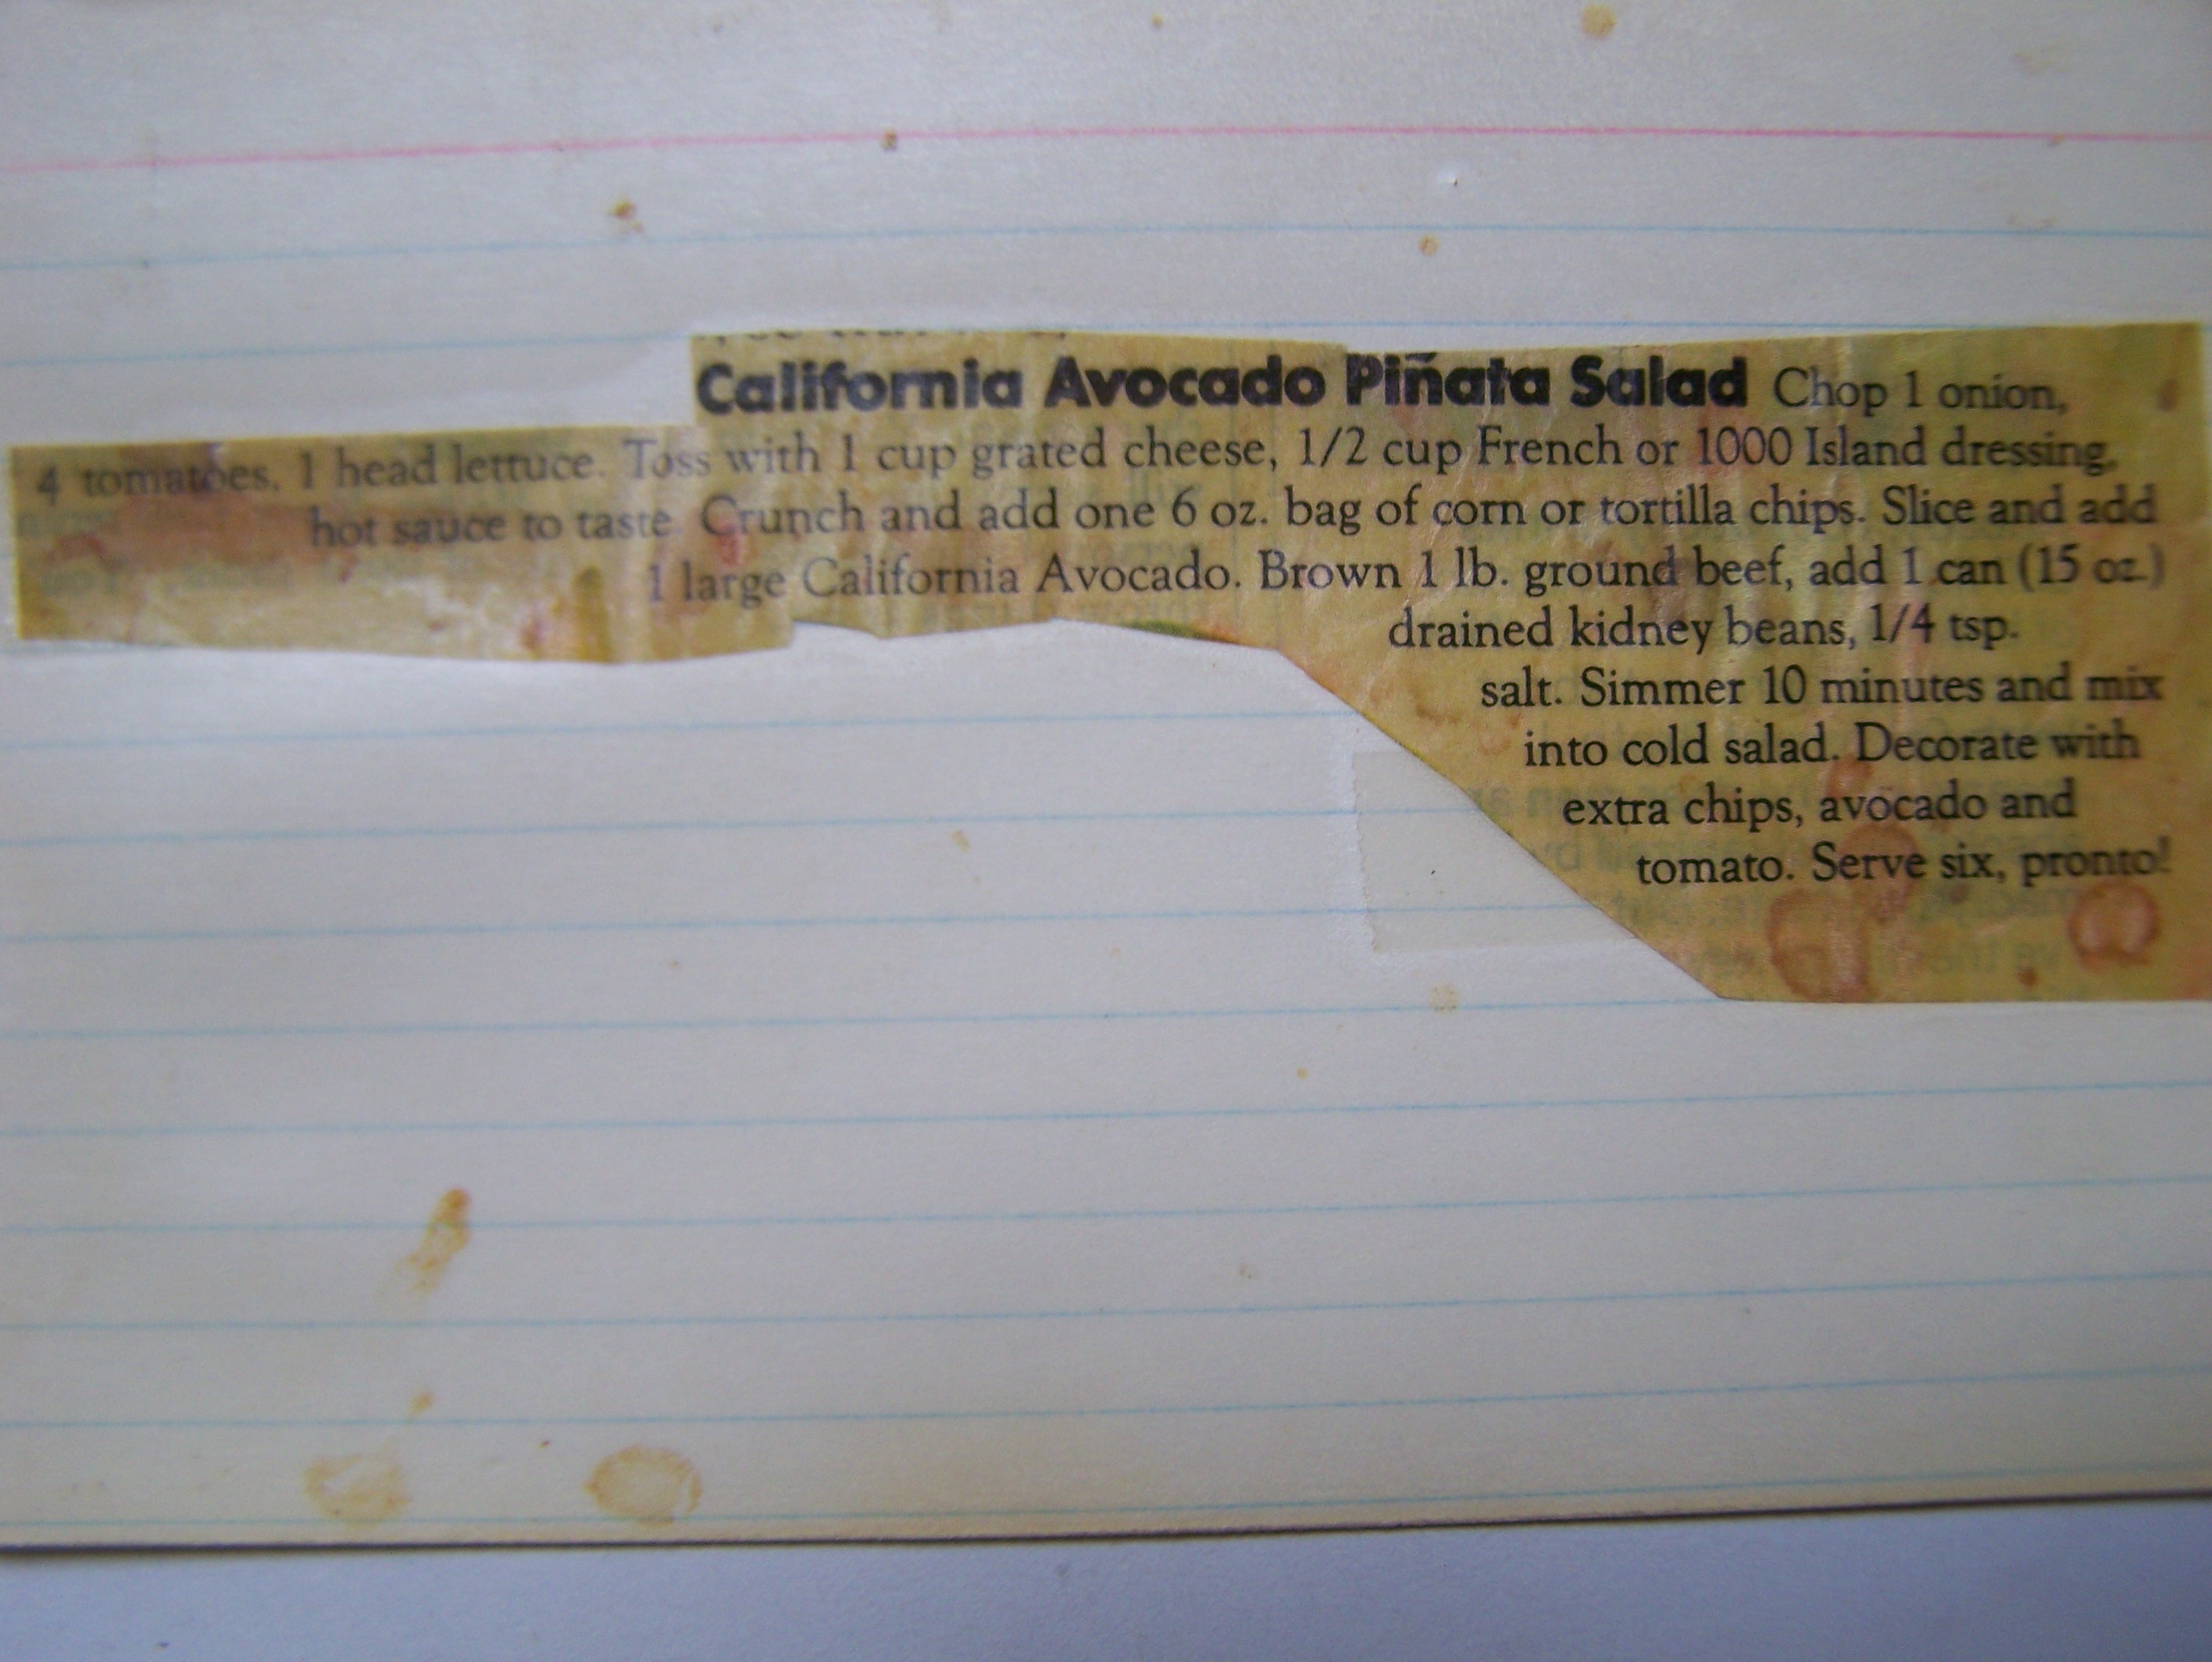 California Avocado Piñata Salad Chop 1 onion,
4 tomatoes, 1 head lettuce. Toss with 1 cup grated cheese, 1/2 cup French or 1000 Island dressing,
hot sauce to taste. Crunch and add one 6 oz. bag of corn or tortilla chips. Slice and add
1 large California Avocado. Brown 1 lb. ground beef, add 1 can (15 oz.)
drained kidney beans, 1/4 tsp.
salt. Simmer 10 minutes and mix
into cold salad. Decorate with
extra chips, avocado and
tomato. Serve six, pronto!